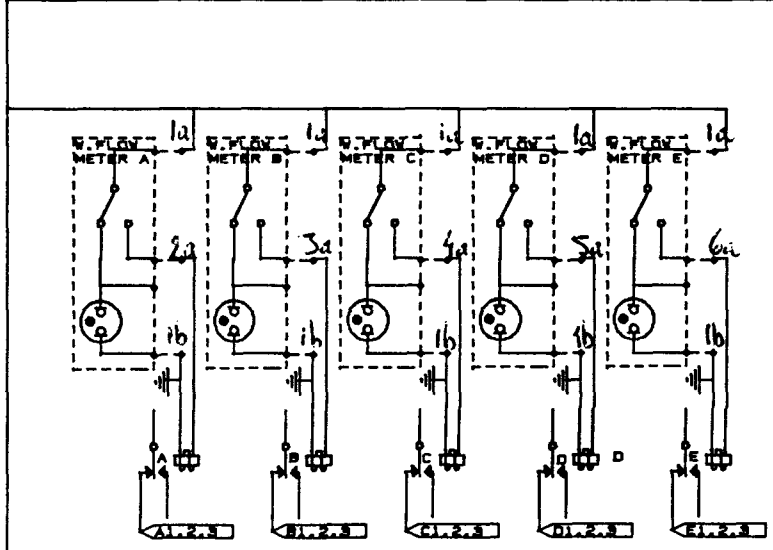 1a 1a 1a 1a 1a
W.FLOW W.FLOW W.FLOW W.FLOW W.FLOW
METER A METER B METER C METER D METER E
2a 3a 4a 5a 6a
1b 1b 1b 1b 1b
A B C D D E
A1.2.3 B1.2.3 C1.2.3 D1.2.3 E1.2.3